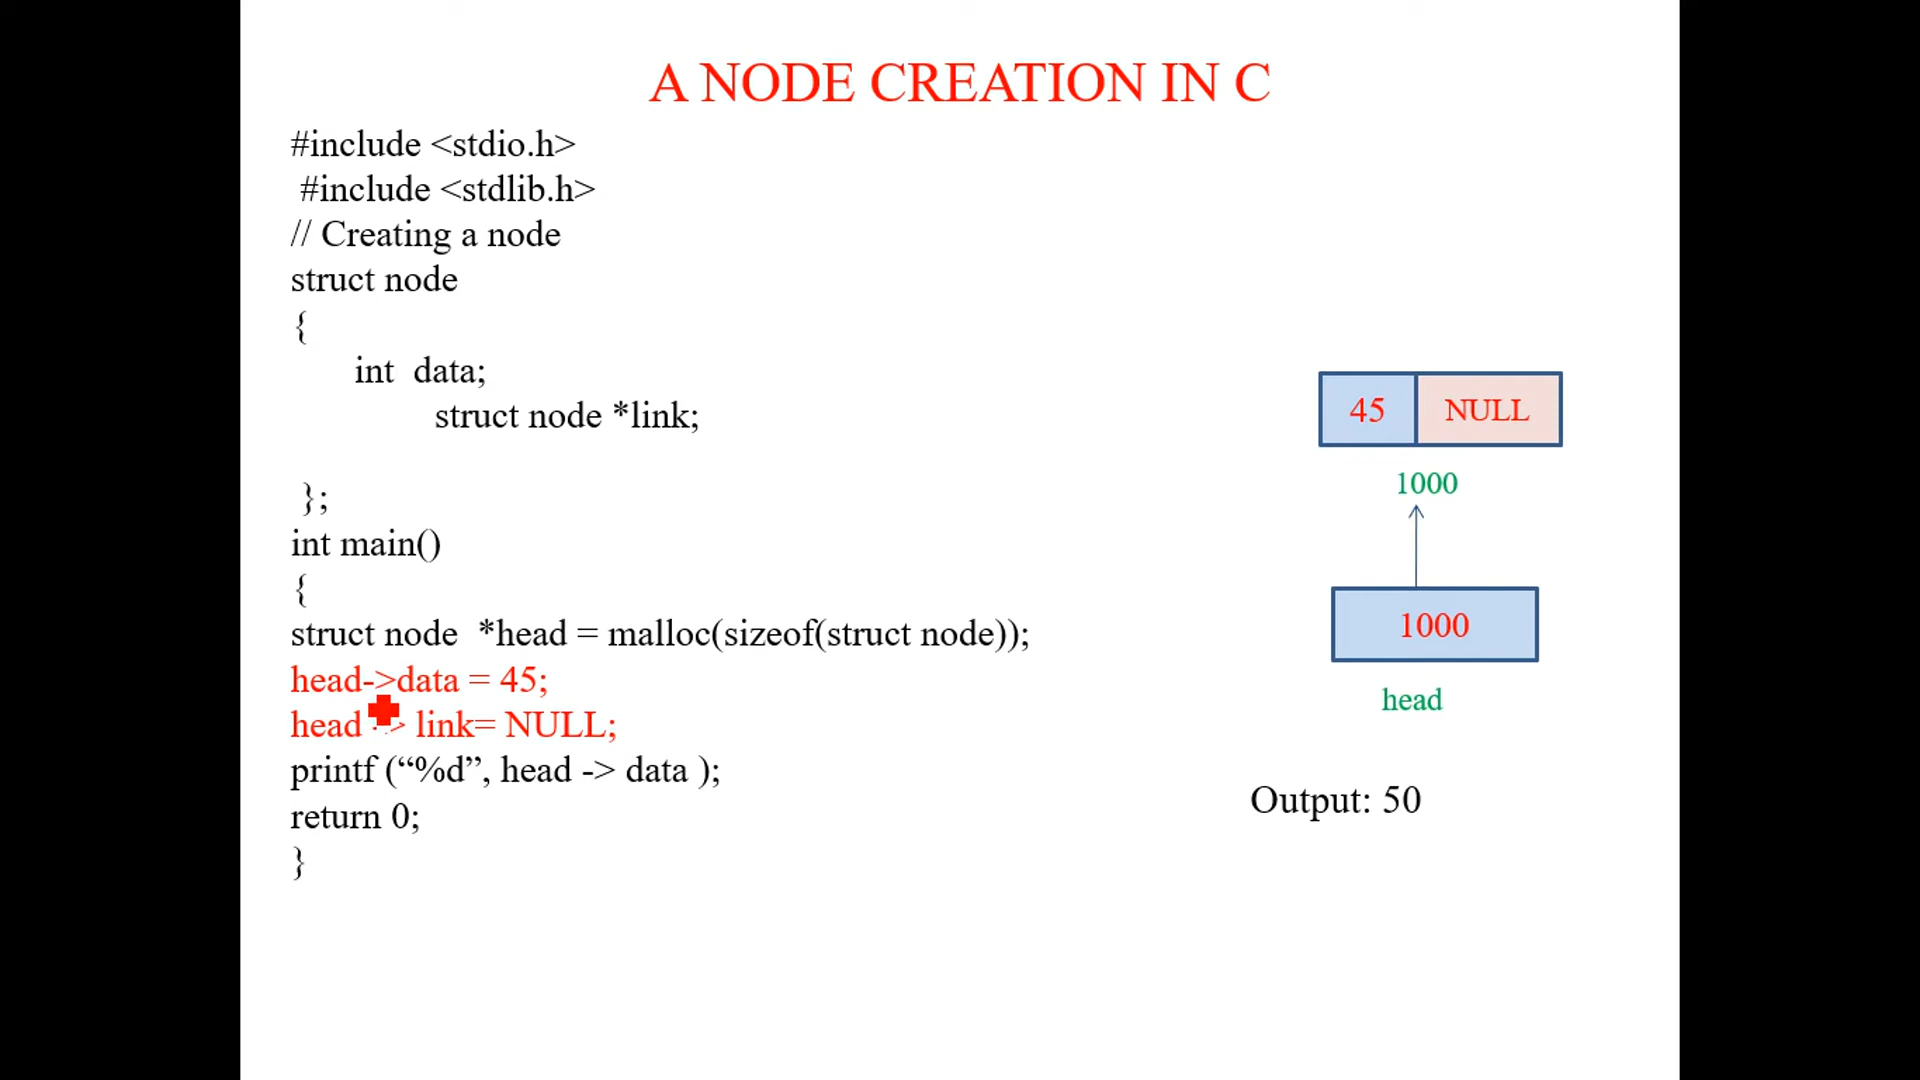 A NODE CREATION IN C
#include <stdio.h>
#include <stdlib.h>
// Creating a node
struct node
{
int data;
struct node *link;
};
int main()
{
struct node *head = malloc(sizeof(struct node));
head->data = 45;
head -> link= NULL;
printf (“%d”, head -> data );
return 0;
}
45 NULL
1000
1000
head
Output: 50